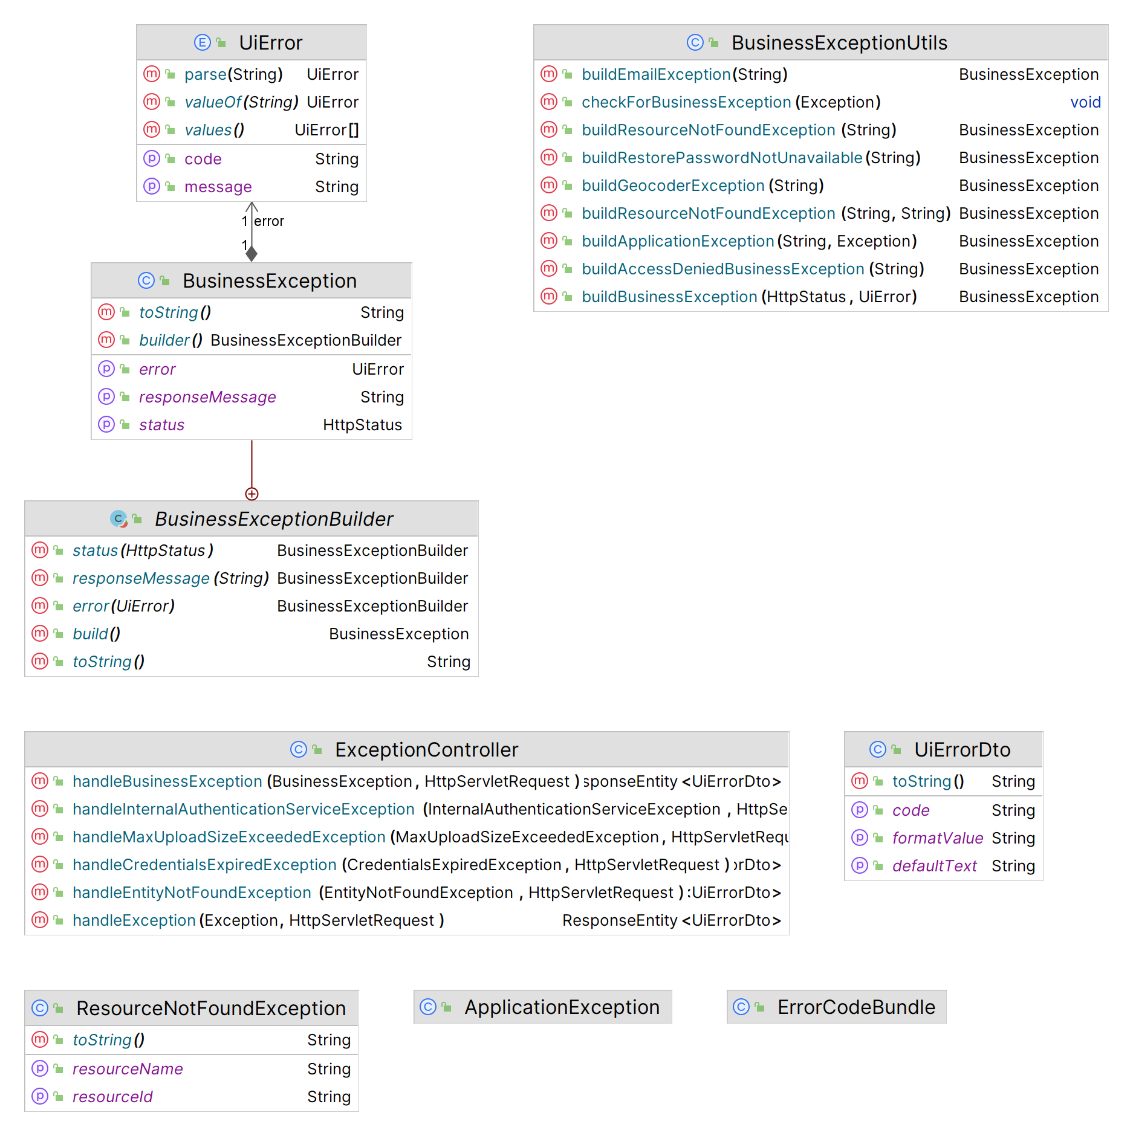 UiError
parse(String) UiError
valueOf(String) UiError
values() UiError[]
code String
message String
1 error
1
BusinessException
toString() String
builder() BusinessExceptionBuilder
error UiError
responseMessage String
status HttpStatus
BusinessExceptionBuilder
status(HttpStatus) BusinessExceptionBuilder
responseMessage(String) BusinessExceptionBuilder
error(UiError) BusinessExceptionBuilder
build() BusinessException
toString() String
BusinessExceptionUtils
buildEmailException(String) BusinessException
checkForBusinessException(Exception) void
buildResourceNotFoundException(String) BusinessException
buildRestorePasswordNotUnavailable(String) BusinessException
buildGeocoderException(String) BusinessException
buildResourceNotFoundException(String, String) BusinessException
buildApplicationException(String, Exception) BusinessException
buildAccessDeniedBusinessException(String) BusinessException
buildBusinessException(HttpStatus, UiError) BusinessException
ExceptionController
handleBusinessException(BusinessException, HttpServletRequest) sponseEntity<UiErrorDto>
handleInternalAuthenticationServiceException(InternalAuthenticationServiceException, HttpSe
handleMaxUploadSizeExceededException(MaxUploadSizeExceededException, HttpServletRequ
handleCredentialsExpiredException(CredentialsExpiredException, HttpServletRequest) rDto>
handleEntityNotFoundException(EntityNotFoundException, HttpServletRequest) :UiErrorDto>
handleException(Exception, HttpServletRequest) ResponseEntity<UiErrorDto>
UiErrorDto
toString() String
code String
formatValue String
defaultText String
ResourceNotFoundException
toString() String
resourceName String
resourceId String
ApplicationException
ErrorCodeBundle